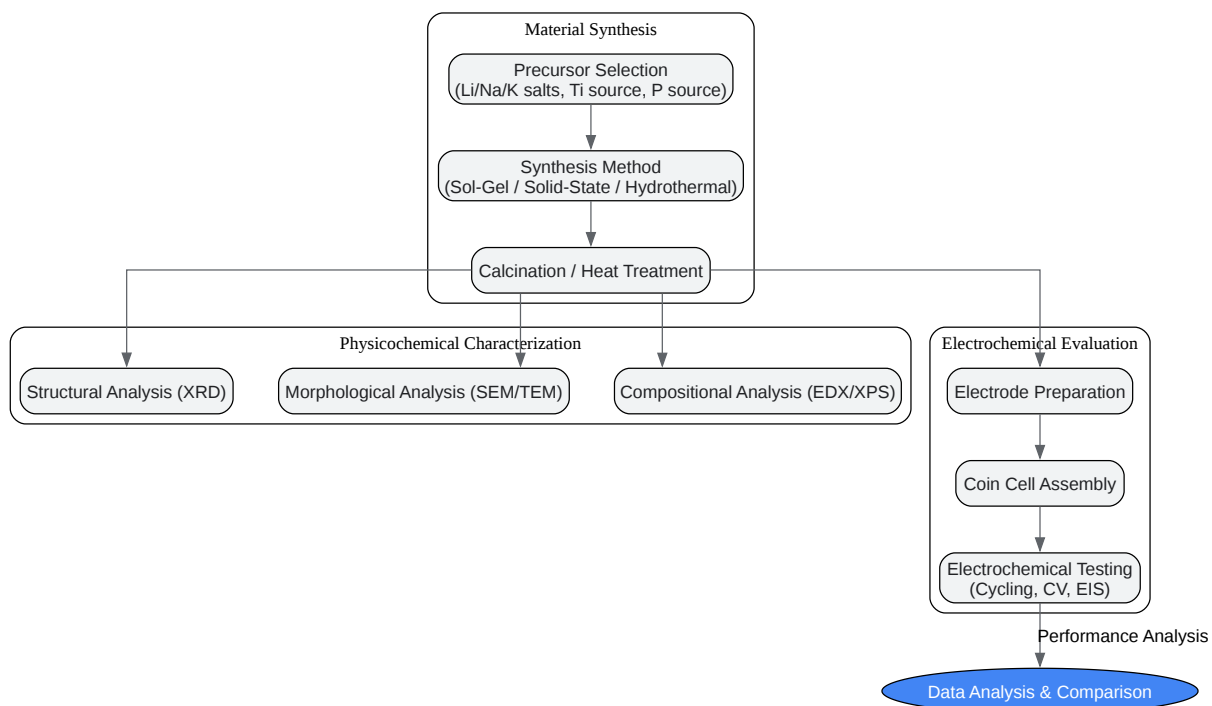 Material Synthesis
Precursor Selection
(Li/Na/K salts, Ti source, P source)
Synthesis Method
(Sol-Gel / Solid-State / Hydrothermal)
Calcination / Heat Treatment
Physicochemical Characterization
Structural Analysis (XRD)
Morphological Analysis (SEM/TEM)
Compositional Analysis (EDX/XPS)
Electrochemical Evaluation
Electrode Preparation
Coin Cell Assembly
Electrochemical Testing
(Cycling, CV, EIS)
Performance Analysis
Data Analysis & Comparison